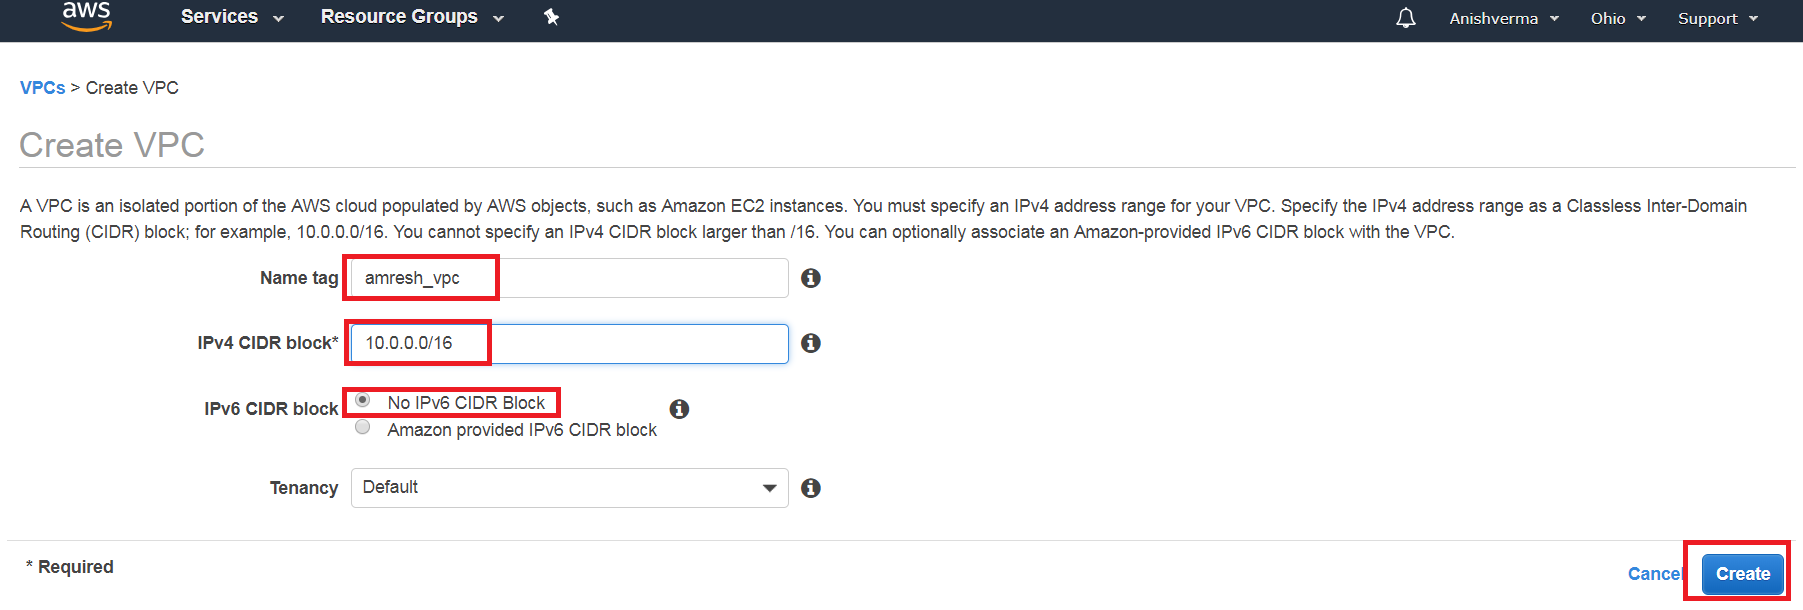 aws Services Resource Groups Anishverma Ohio Support
VPCs > Create VPC
Create VPC
A VPC is an isolated portion of the AWS cloud populated by AWS objects, such as Amazon EC2 instances. You must specify an IPv4 address range for your VPC. Specify the IPv4 address range as a Classless Inter-Domain
Routing (CIDR) block; for example, 10.0.0.0/16. You cannot specify an IPv4 CIDR block larger than /16. You can optionally associate an Amazon-provided IPv6 CIDR block with the VPC.
Name tag amresh_vpc
IPv4 CIDR block* 10.0.0.0/16
IPv6 CIDR block No IPv6 CIDR Block
Amazon provided IPv6 CIDR block
Tenancy Default
* Required
Cancel Create